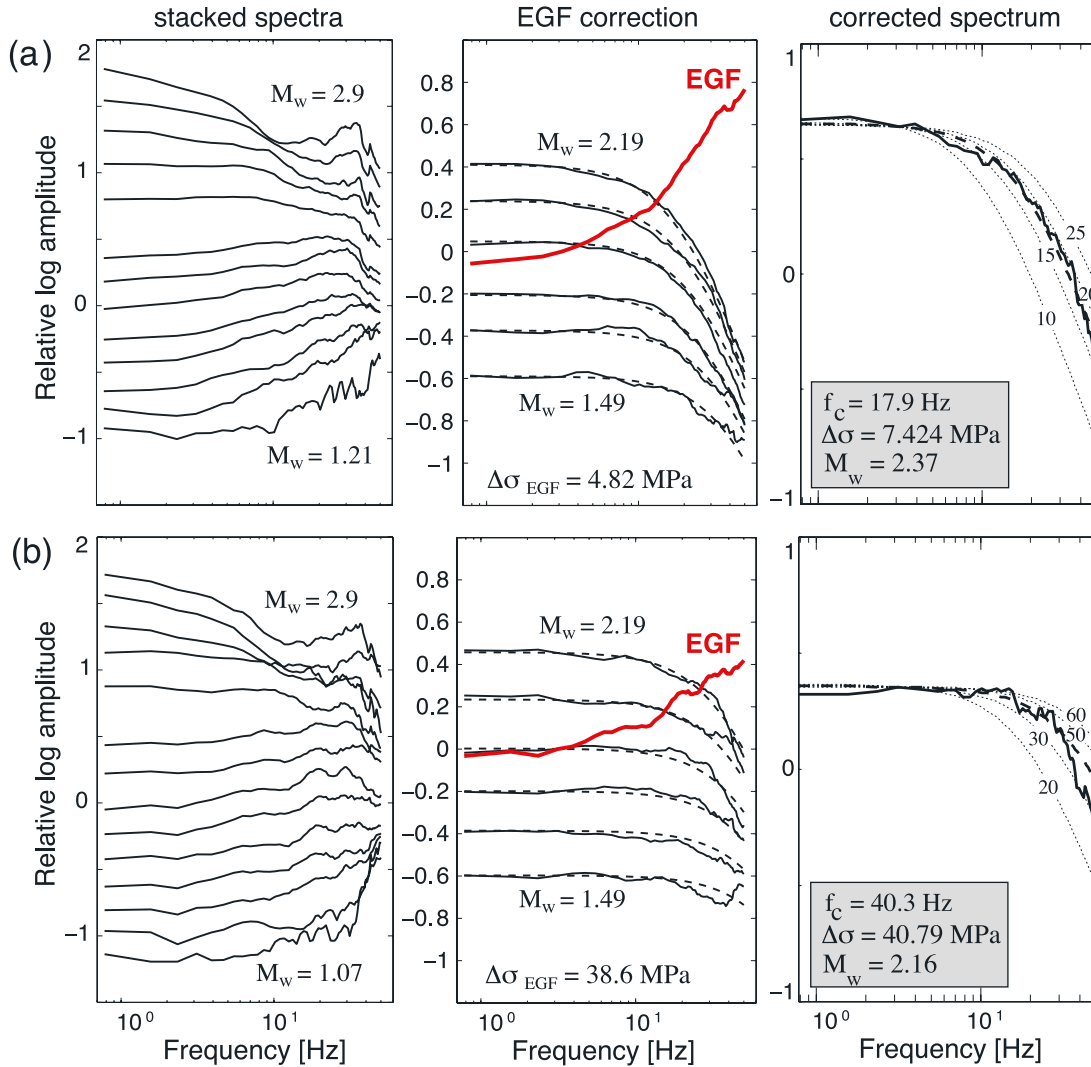 stacked spectra
EGF correction
corrected spectrum
(a)
Relative log amplitude
2
1
0
−1
M_w = 2.9
M_w = 1.21
0.8
0.6
0.4
0.2
0
−0.2
−0.4
−0.6
−0.8
−1
EGF
M_w = 2.19
M_w = 1.49
Δσ_EGF = 4.82 MPa
1
0
−1
25
20
15
10
f_c = 17.9 Hz
Δσ = 7.424 MPa
M_w = 2.37
(b)
Relative log amplitude
2
1
0
−1
M_w = 2.9
M_w = 1.07
10^0
10^1
Frequency [Hz]
0.8
0.6
0.4
0.2
0
−0.2
−0.4
−0.6
−0.8
−1
EGF
M_w = 2.19
M_w = 1.49
Δσ_EGF = 38.6 MPa
10^0
10^1
Frequency [Hz]
1
0
−1
60
50
30
20
f_c = 40.3 Hz
Δσ = 40.79 MPa
M_w = 2.16
10^0
10^1
Frequency [Hz]